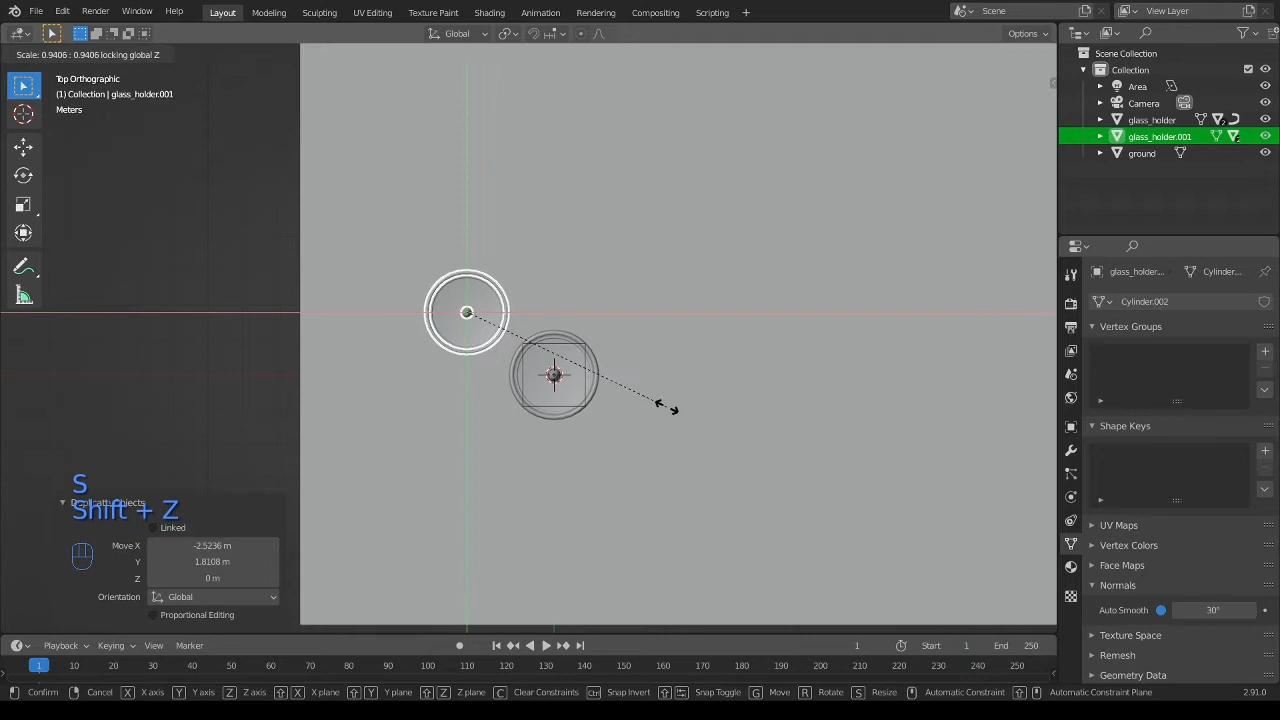 File Edit Render Window Help Layout Modeling Sculpting UV Editing Texture Paint Shading Animation Rendering Compositing Scripting + Scene View Layer
Global Options
Scale: 0.9406 : 0.9406 locking global Z
Top Orthographic
(1) Collection | glass_holder.001
Meters
Scene Collection
Collection
Area
Camera
glass_holder
glass_holder.001
ground
glass_holder... Cylinder...
Cylinder.002
Vertex Groups
Shape Keys
UV Maps
Vertex Colors
Face Maps
Normals
Auto Smooth 30°
Texture Space
Remesh
Geometry Data
S
Shift + Z
Linked
Move X -2.5236 m
Y 1.8108 m
Z 0 m
Orientation Global
Proportional Editing
Playback Keying View Marker 1 Start 1 End 250
1 10 20 30 40 50 60 70 80 90 100 110 120 130 140 150 160 170 180 190 200 210 220 230 240 250
Confirm Cancel X X axis Y Y axis Z Z axis X X plane Y Y plane Z Z plane C Clear Constraints Ctrl Snap Invert Snap Toggle G Move R Rotate S Resize Automatic Constraint Automatic Constraint Plane 2.91.0